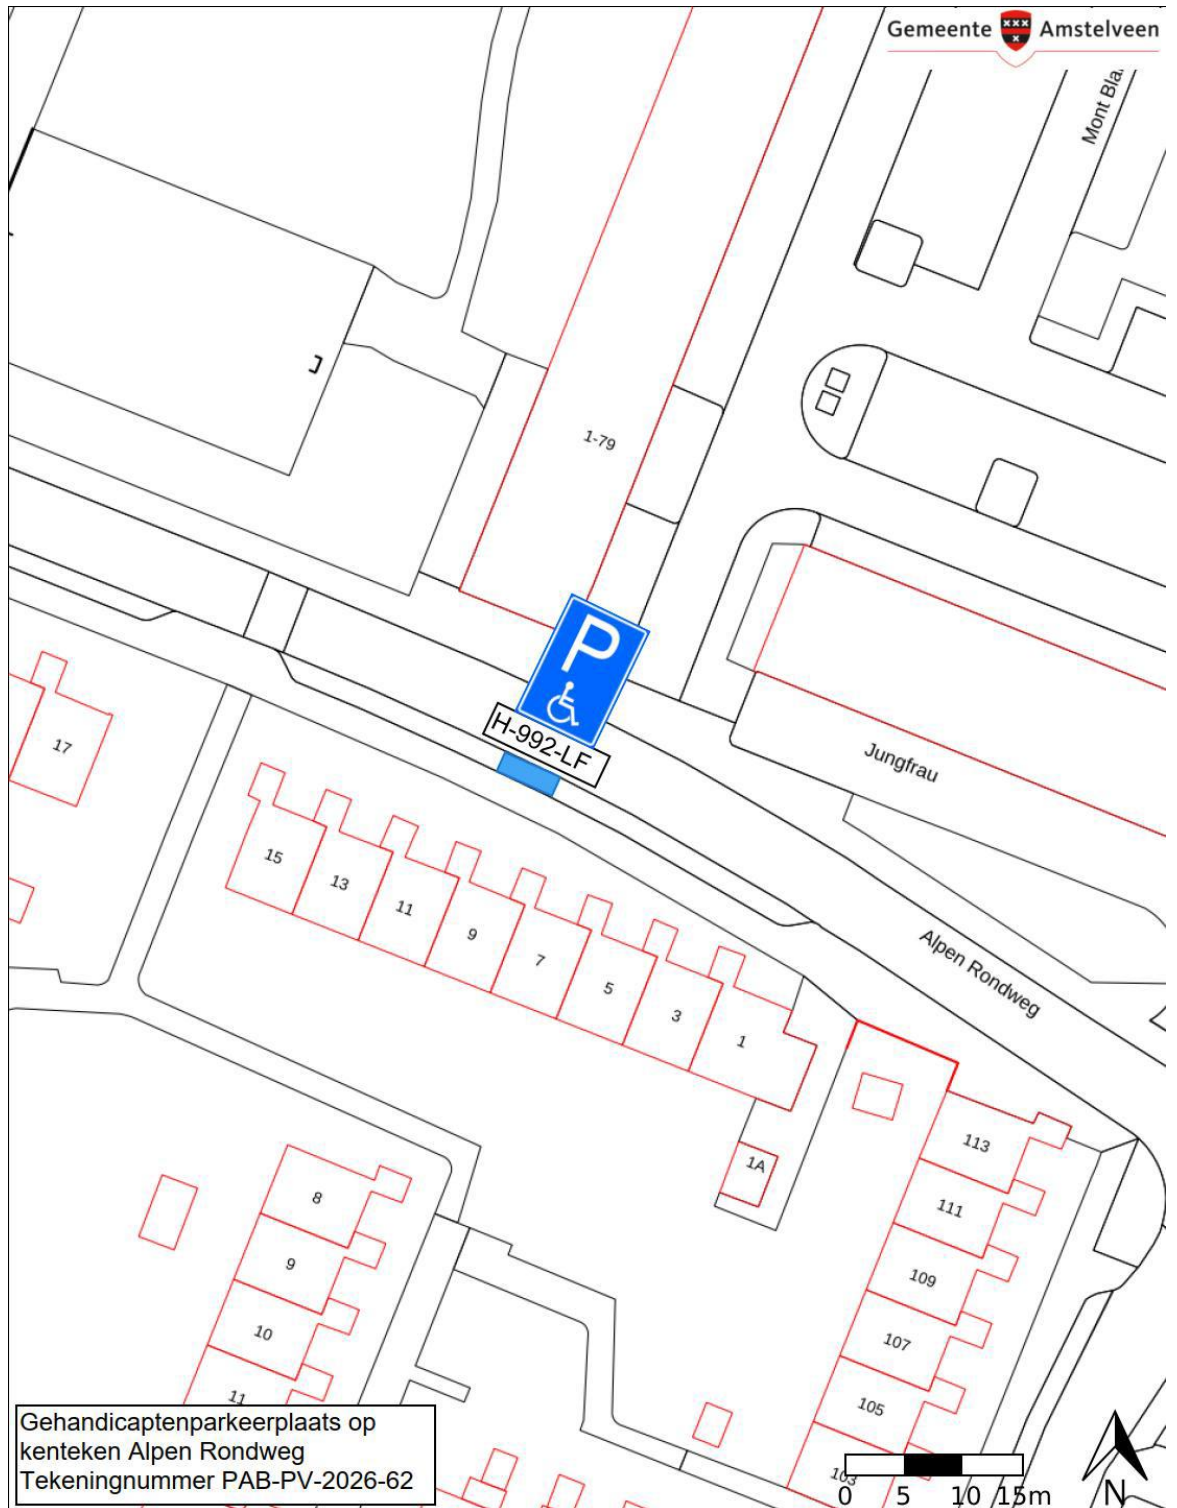 Gemeente Amstelveen
Mont Bla
1-79
P
H-992-LF
Jungfrau
Alpen Rondweg
17
15
13
11
9
7
5
3
1
1A
113
111
109
107
105
103
8
9
10
11
Gehandicaptenparkeerplaats op
kenteken Alpen Rondweg
Tekeningnummer PAB-PV-2026-62
0 5 10 15m
N